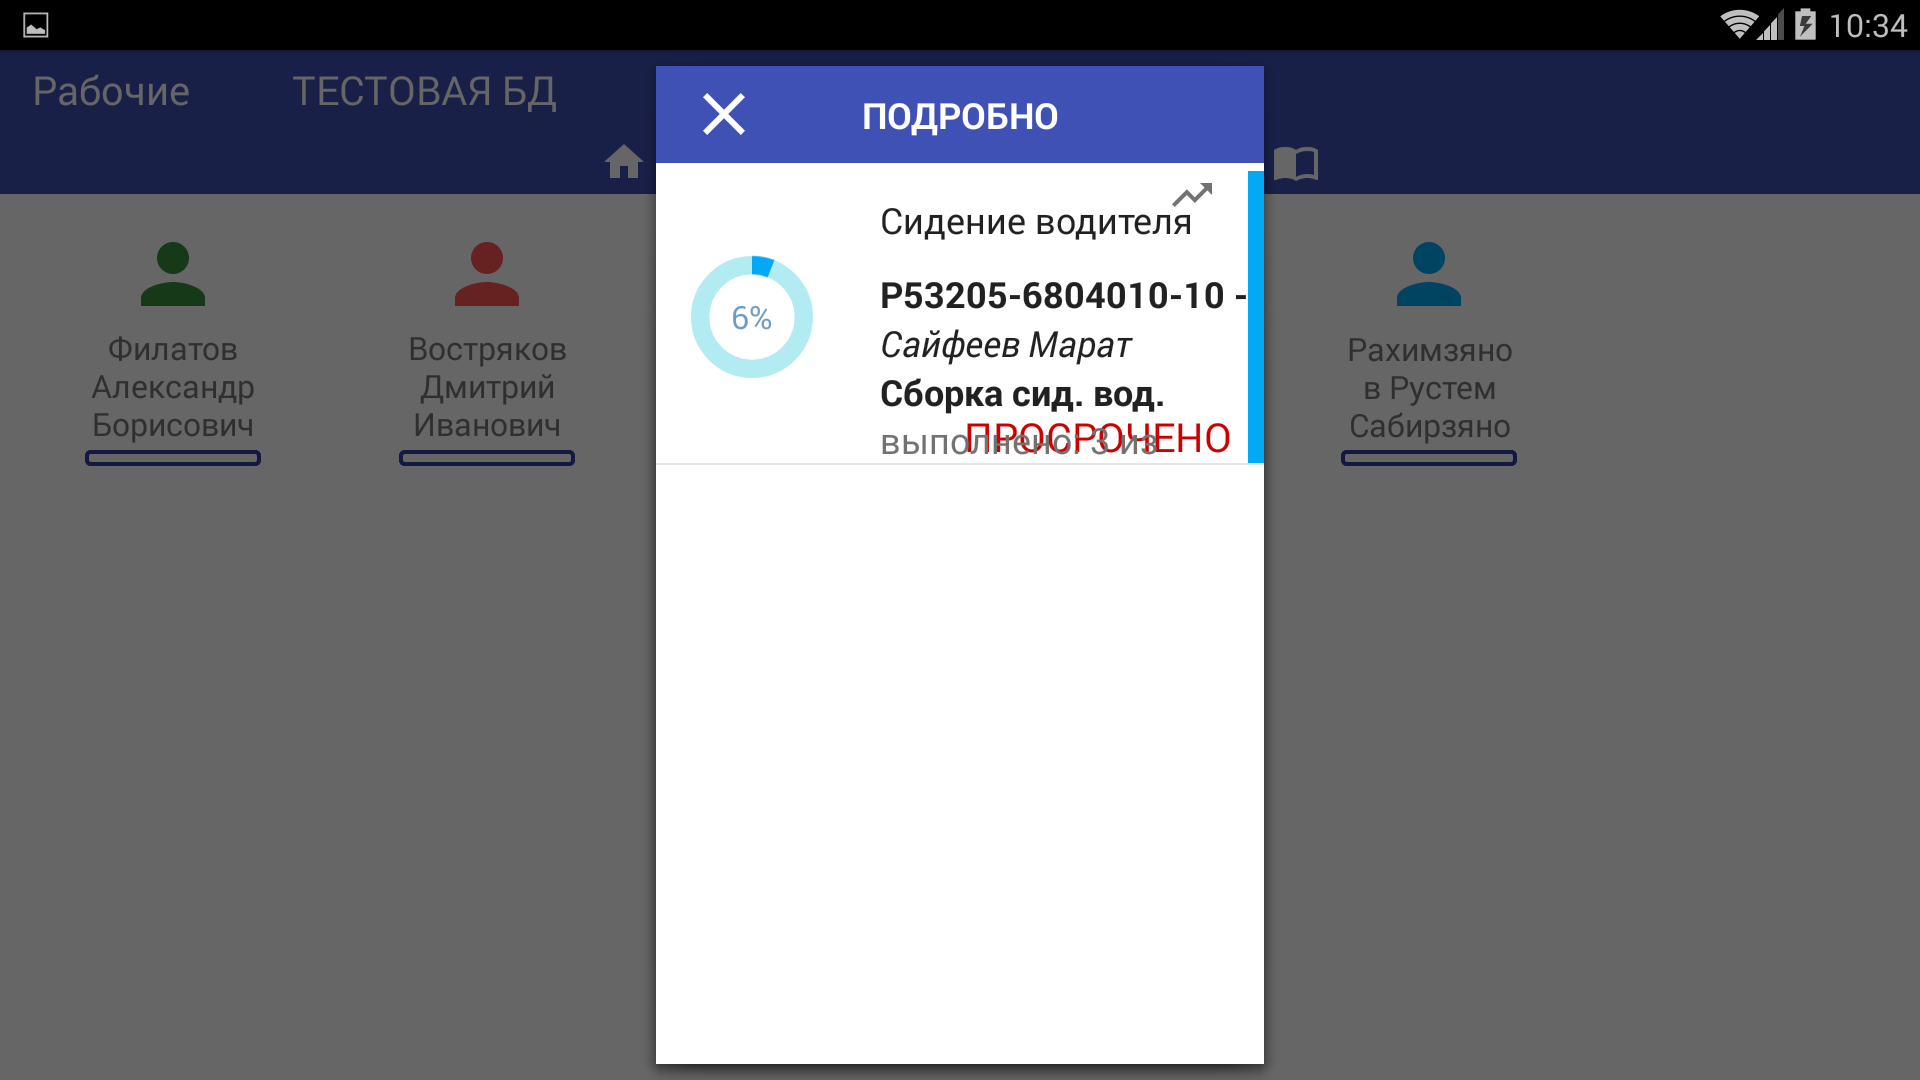 10:34
Рабочие
ТЕСТОВАЯ БД
ПОДРОБНО
Сидение водителя
Р53205-6804010-10 -
6%
Сайфеев Марат
Сборка сид. вод.
выполнено: 3 из
ПРОСРОЧЕНО
Филатов
Александр
Борисович
Востряков
Дмитрий
Иванович
Рахимзяно
в Рустем
Сабирзяно